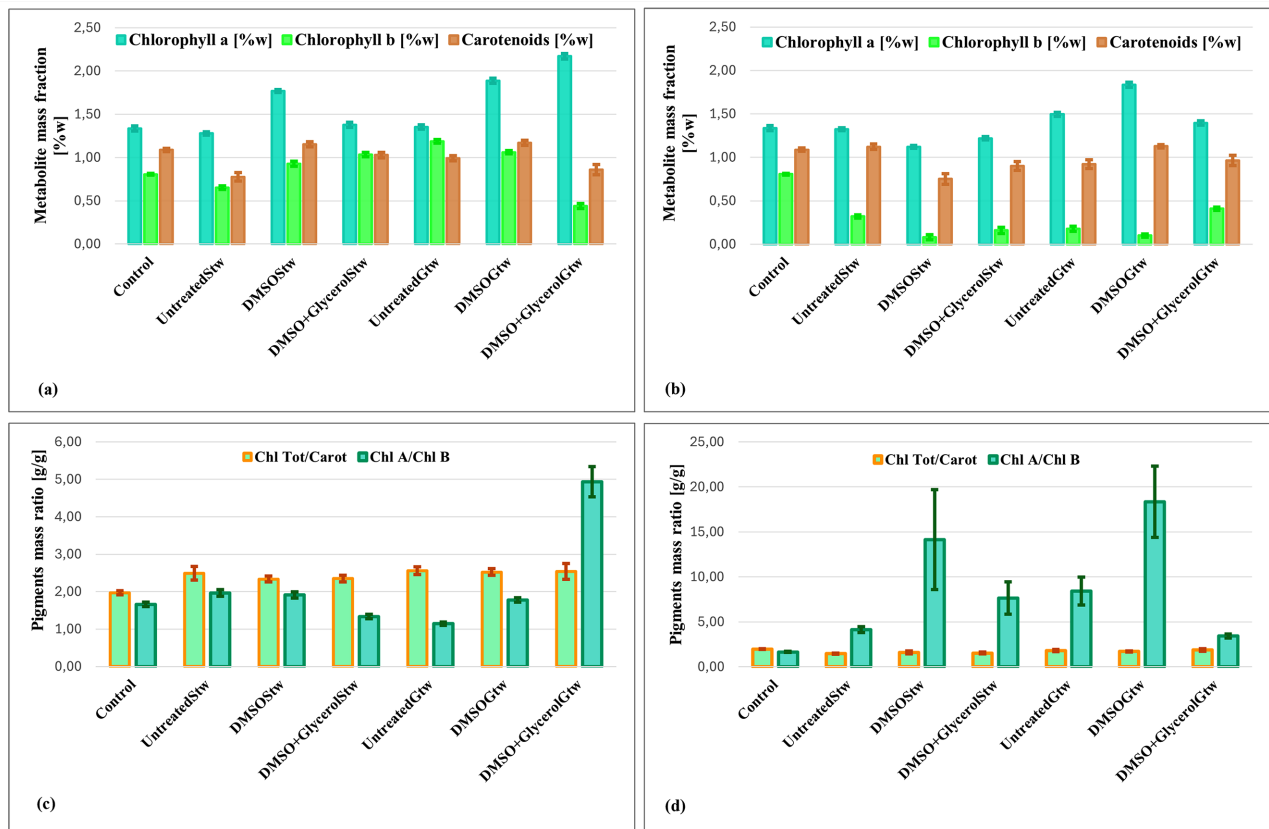 Metabolite mass fraction
[%w]
2,50
2,00
1,50
1,00
0,50
0,00
Chlorophyll a [%w]
Chlorophyll b [%w]
Carotenoids [%w]
Control
UntreatedStw
DMSOStw
DMSO+GlycerolStw
UntreatedGtw
DMSOGtw
DMSO+GlycerolGtw
(a)
Metabolite mass fraction
[%w]
2,50
2,00
1,50
1,00
0,50
0,00
Chlorophyll a [%w]
Chlorophyll b [%w]
Carotenoids [%w]
Control
UntreatedStw
DMSOStw
DMSO+GlycerolStw
UntreatedGtw
DMSOGtw
DMSO+GlycerolGtw
(b)
Pigments mass ratio [g/g]
6,00
5,00
4,00
3,00
2,00
1,00
0,00
Chl Tot/Carot
Chl A/Chl B
Control
UntreatedStw
DMSOStw
DMSO+GlycerolStw
UntreatedGtw
DMSOGtw
DMSO+GlycerolGtw
(c)
Pigments mass ratio [g/g]
25,00
20,00
15,00
10,00
5,00
0,00
Chl Tot/Carot
Chl A/Chl B
Control
UntreatedStw
DMSOStw
DMSO+GlycerolStw
UntreatedGtw
DMSOGtw
DMSO+GlycerolGtw
(d)